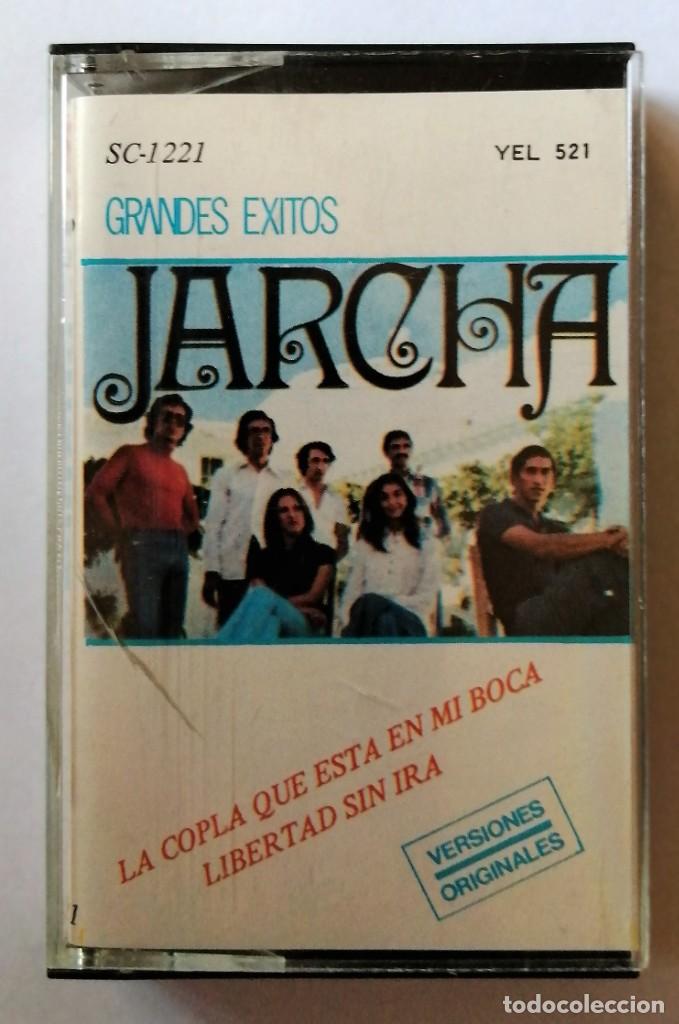 SC-1221
YEL 521
GRANDES EXITOS
JARCHA
LA COPLA QUE ESTA EN MI BOCA
LIBERTAD SIN IRA
VERSIONES
ORIGINALES
1
todocoleccion